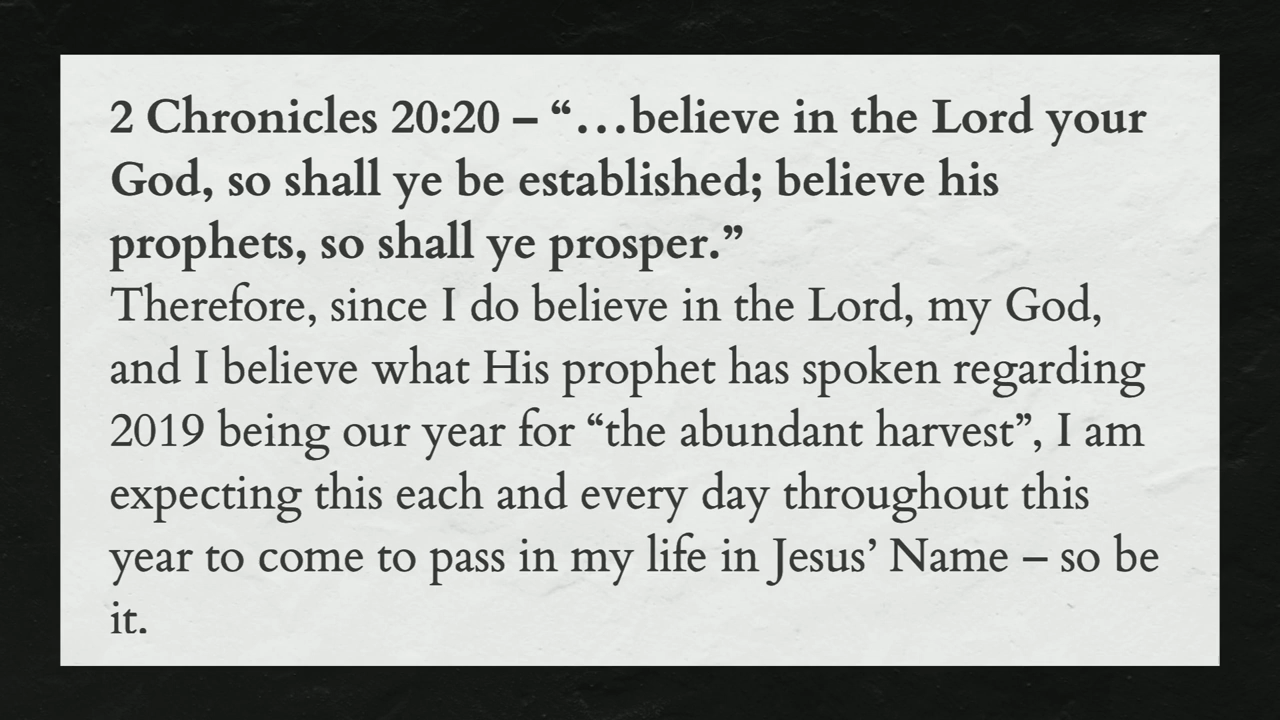 2 Chronicles 20:20 – “…believe in the Lord your
God, so shall ye be established; believe his
prophets, so shall ye prosper.”
Therefore, since I do believe in the Lord, my God,
and I believe what His prophet has spoken regarding
2019 being our year for “the abundant harvest”, I am
expecting this each and every day throughout this
year to come to pass in my life in Jesus’ Name – so be
it.